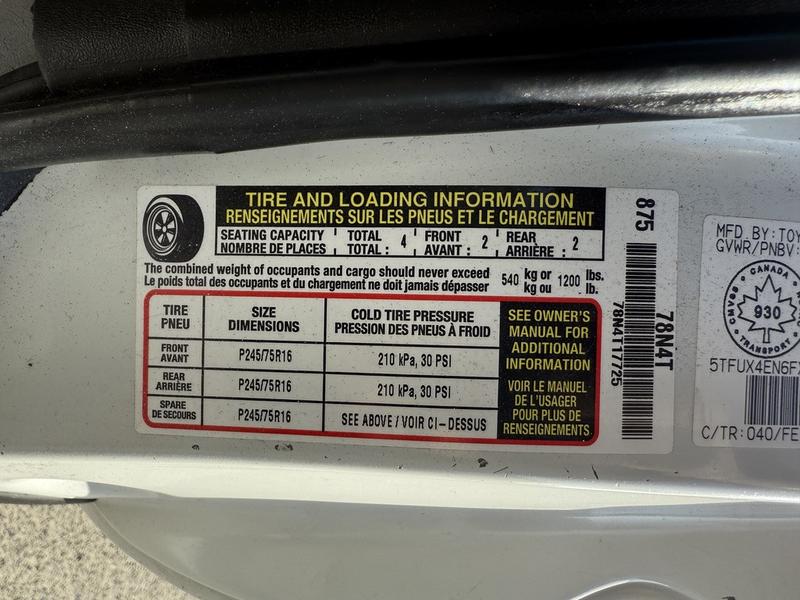 TIRE AND LOADING INFORMATION
RENSEIGNEMENTS SUR LES PNEUS ET LE CHARGEMENT
SEATING CAPACITY TOTAL FRONT REAR
NOMBRE DE PLACES TOTAL : 4 AVANT : 2 ARRIÈRE : 2
The combined weight of occupants and cargo should never exceed 540 kg or 1200 lbs.
Le poids total des occupants et du chargement ne doit jamais dépasser kg ou lb.
TIRE
PNEU
SIZE
DIMENSIONS
COLD TIRE PRESSURE
PRESSION DES PNEUS À FROID
FRONT
AVANT
P245/75R16
210 kPa, 30 PSI
REAR
ARRIÈRE
P245/75R16
210 kPa, 30 PSI
SPARE
DE SECOURS
P245/75R16
SEE ABOVE / VOIR CI-DESSUS
SEE OWNER'S
MANUAL FOR
ADDITIONAL
INFORMATION
VOIR LE MANUEL
DE L'USAGER
POUR PLUS DE
RENSEIGNEMENTS
875
78N4T17725
78N4T
MFD BY: TOY
GVWR/PNBV:
CANADA
CMVSS NSVAC
930
TRANSPORT
5TFUX4EN6FX
C/TR:040/FE